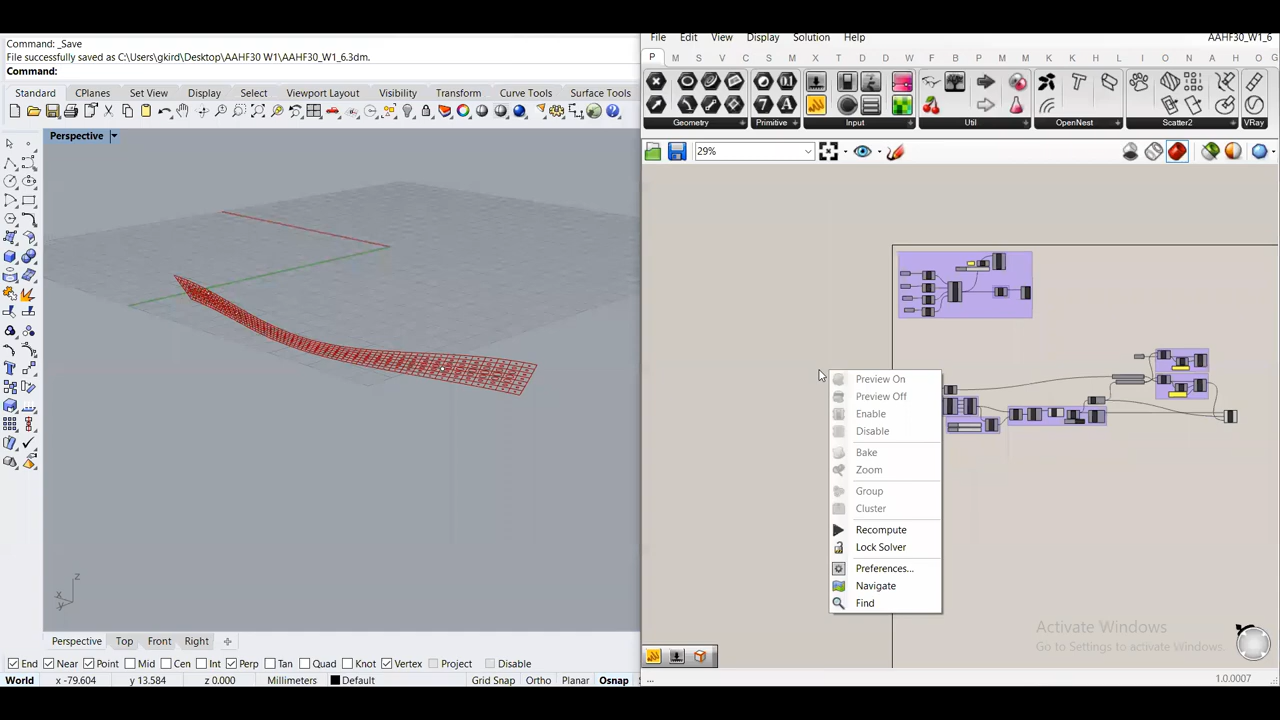 Command: _Save
File successfully saved as C:\Users\gkird\Desktop\AAHF30 W1\AAHF30_W1_6.3dm.
Command:
Standard CPlanes Set View Display Select Viewport Layout Visibility Transform Curve Tools Surface Tools
Perspective
z
x
y
Perspective Top Front Right
End Near Point Mid Cen Int Perp Tan Quad Knot Vertex Project Disable
World x -79.604 y 13.584 z 0.000 Millimeters Default Grid Snap Ortho Planar Osnap
File Edit View Display Solution Help AAHF30_W1_6
P M S V C S M I X T D D W F B K L L E P C H L S O A V
Geometry Primitive Input Util OpenNest Scatter2 VRay
29%
Preview On
Preview Off
Enable
Disable
Bake
Zoom
Group
Cluster
Recompute
Lock Solver
Preferences...
Navigate
Find
Activate Windows
Go to Settings to activate Windows.
...
1.0.0007